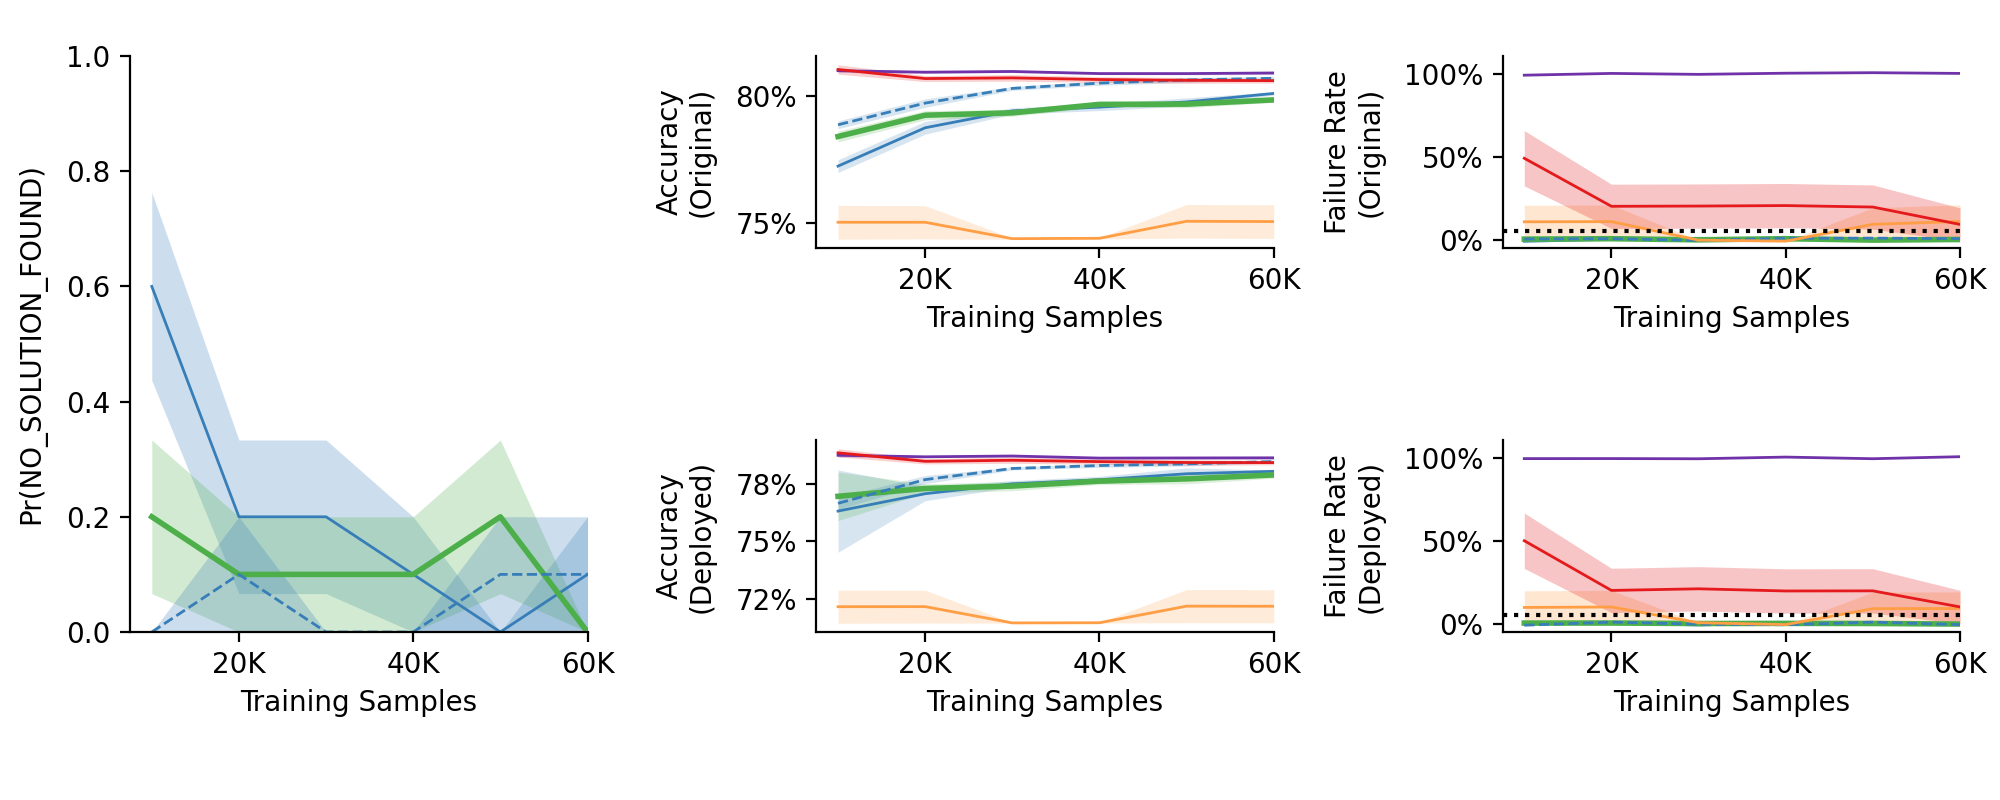 Pr(NO_SOLUTION_FOUND)
1.0
0.8
0.6
0.4
0.2
0.0
20K 40K 60K
Training Samples
Accuracy
(Original)
80%
75%
20K 40K 60K
Training Samples
Failure Rate
(Original)
100%
50%
0%
20K 40K 60K
Training Samples
Accuracy
(Deployed)
78%
75%
72%
20K 40K 60K
Training Samples
Failure Rate
(Deployed)
100%
50%
0%
20K 40K 60K
Training Samples